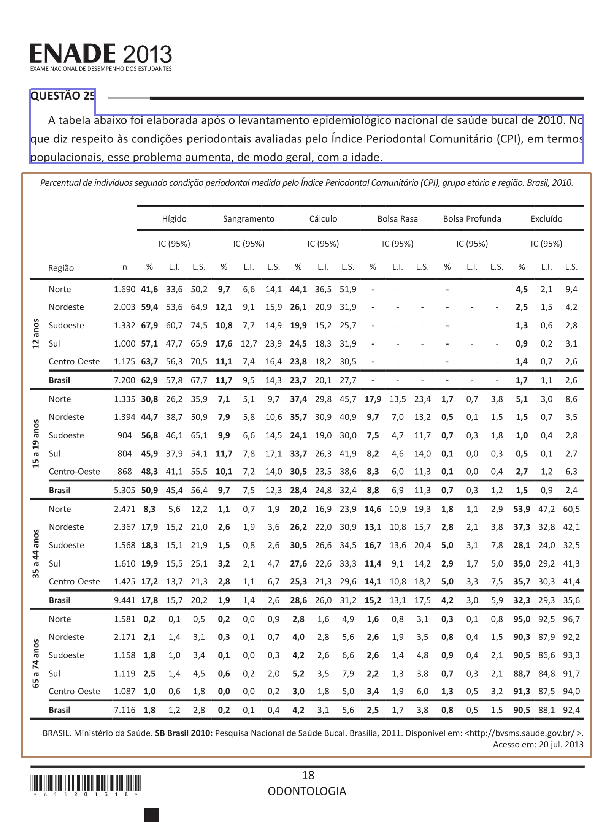 ENADE 2013
EXAME NACIONAL DE DESEMPENHO DOS ESTUDANTES
QUESTÃO 25
A tabela abaixo foi elaborada após o levantamento epidemiológico nacional de saúde bucal de 2010. No
que diz respeito às condições periodontais avaliadas pelo Índice Periodontal Comunitário (CPI), em termos
populacionais, esse problema aumenta, de modo geral, com a idade.
Percentual de indivíduos segundo condição periodontal medida pelo Índice Periodontal Comunitário (CPI), grupo etário e região. Brasil, 2010.
Hígido Sangramento Cálculo Bolsa Rasa Bolsa Profunda Excluído
IC (95%) IC (95%) IC (95%) IC (95%) IC (95%) IC (95%)
Região n % L.I. L.S. % L.I. L.S. % L.I. L.S. % L.I. L.S. % L.I. L.S. % L.I. L.S.
12 anos
Norte 1.690 41,6 33,6 50,2 9,7 6,6 14,1 44,1 36,5 51,9 - - 4,5 2,1 9,4
Nordeste 2.003 59,4 53,6 64,9 12,1 9,1 15,9 26,1 20,9 31,9 - - - - - 2,5 1,5 4,2
Sudoeste 1.332 67,9 60,7 74,5 10,8 7,7 14,9 19,9 15,2 25,7 - - - - - 1,3 0,6 2,8
Sul 1.000 57,1 47,7 65,9 17,6 12,7 23,9 24,5 18,3 31,9 - - - - - 0,9 0,2 3,1
Centro-Oeste 1.175 63,7 56,3 70,5 11,1 7,4 16,4 23,8 18,2 30,5 - - - 1,4 0,7 2,6
Brasil 7.200 62,9 57,8 67,7 11,7 9,5 14,3 23,7 20,1 27,7 - - - - - - 1,7 1,1 2,6
15 a 19 anos
Norte 1.335 30,8 26,2 35,9 7,1 5,1 9,7 37,4 29,8 45,7 17,9 13,5 23,4 1,7 0,7 3,8 5,1 3,0 8,6
Nordeste 1.394 44,7 38,7 50,9 7,9 5,8 10,6 35,7 30,9 40,9 9,7 7,0 13,2 0,5 0,1 1,5 1,5 0,7 3,5
Sudoeste 904 56,8 46,1 65,1 9,9 6,6 14,5 24,1 19,0 30,0 7,5 4,7 11,7 0,7 0,3 1,8 1,0 0,4 2,8
Sul 804 45,9 37,9 54,1 11,7 7,8 17,1 33,7 26,3 41,9 8,2 4,6 14,0 0,1 0,0 0,3 0,5 0,1 2,7
Centro-Oeste 868 48,3 41,1 55,5 10,1 7,2 14,0 30,5 23,5 38,6 8,3 6,0 11,3 0,1 0,0 0,4 2,7 1,2 6,3
Brasil 5.305 50,9 45,4 56,4 9,7 7,5 12,3 28,4 24,8 32,4 8,8 6,9 11,3 0,7 0,3 1,2 1,5 0,9 2,4
35 a 44 anos
Norte 2.471 8,3 5,6 12,2 1,1 0,7 1,9 20,2 16,9 23,9 14,6 10,9 19,3 1,8 1,1 2,9 53,9 47,2 60,5
Nordeste 2.367 17,9 15,2 21,0 2,6 1,9 3,6 26,2 22,0 30,9 13,1 10,8 15,7 2,8 2,1 3,8 37,3 32,8 42,1
Sudoeste 1.568 18,3 15,1 21,9 1,5 0,8 2,6 30,5 26,6 34,5 16,7 13,6 20,4 5,0 3,1 7,8 28,1 24,0 32,5
Sul 1.610 19,9 15,5 25,1 3,2 2,1 4,7 27,6 22,6 33,3 11,4 9,1 14,2 2,9 1,7 5,0 35,0 29,2 41,3
Centro Oeste 1.425 17,2 13,7 21,3 2,8 1,1 6,7 25,3 21,3 29,6 14,1 10,8 18,2 5,0 3,3 7,5 35,7 30,3 41,4
Brasil 9.441 17,8 15,7 20,2 1,9 1,4 2,6 28,6 26,0 31,2 15,2 13,1 17,5 4,2 3,0 5,9 32,3 29,3 35,6
65 a 74 anos
Norte 1.581 0,2 0,1 0,5 0,2 0,0 0,9 2,8 1,6 4,9 1,6 0,8 3,1 0,3 0,1 0,8 95,0 92,5 96,7
Nordeste 2.171 2,1 1,4 3,1 0,3 0,1 0,7 4,0 2,8 5,6 2,6 1,9 3,5 0,8 0,4 1,5 90,3 87,9 92,2
Sudoeste 1.158 1,8 1,0 3,4 0,1 0,0 0,3 4,2 2,6 6,6 2,6 1,4 4,8 0,9 0,4 2,1 90,5 86,6 93,3
Sul 1.119 2,5 1,4 4,5 0,6 0,2 2,0 5,2 3,5 7,9 2,2 1,3 3,8 0,7 0,3 2,1 88,7 84,8 91,7
Centro-Oeste 1.087 1,0 0,6 1,8 0,0 0,0 0,2 3,0 1,8 5,0 3,4 1,9 6,0 1,3 0,5 3,2 91,3 87,5 94,0
Brasil 7.116 1,8 1,2 2,8 0,2 0,1 0,4 4,2 3,1 5,6 2,5 1,7 3,8 0,8 0,5 1,5 90,5 88,1 92,4
BRASIL. Ministério da Saúde. SB Brasil 2010: Pesquisa Nacional de Saúde Bucal. Brasília, 2011. Disponível em: <http://bvsms.saude.gov.br/ >.
Acesso em: 20 jul. 2013
18
ODONTOLOGIA